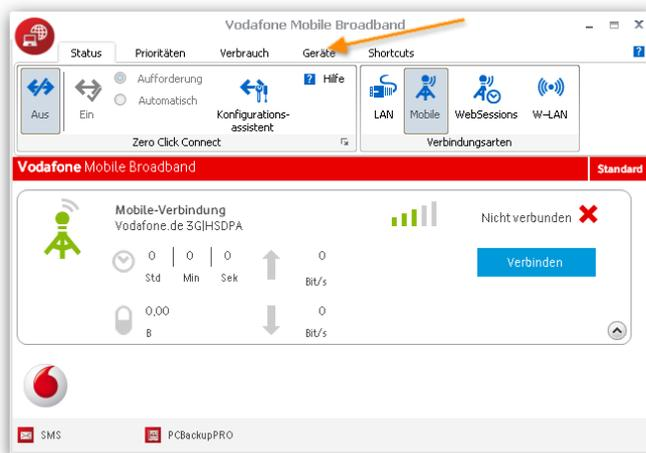 Vodafone Mobile Broadband
Status Prioritäten Verbrauch Geräte Shortcuts
Aus
Ein
Aufforderung
Automatisch
Konfigurations-
assistent
Hilfe
Zero Click Connect
LAN
Mobile
WebSessions
W-LAN
Verbindungsarten
Vodafone Mobile Broadband
Standard
Mobile-Verbindung
Vodafone.de 3G|HSDPA
Nicht verbunden
Verbinden
0 0 0 0
Std Min Sek Bit/s
0,00 0
B Bit/s
SMS
PCBackupPRO